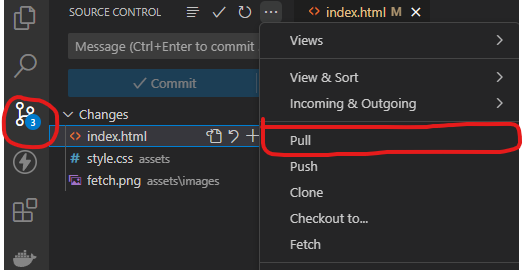 SOURCE CONTROL
index.html M
Message (Ctrl+Enter to commit
Commit
3
Changes
index.html
style.css assets
fetch.png assets\images
Views
View & Sort
Incoming & Outgoing
Pull
Push
Clone
Checkout to...
Fetch